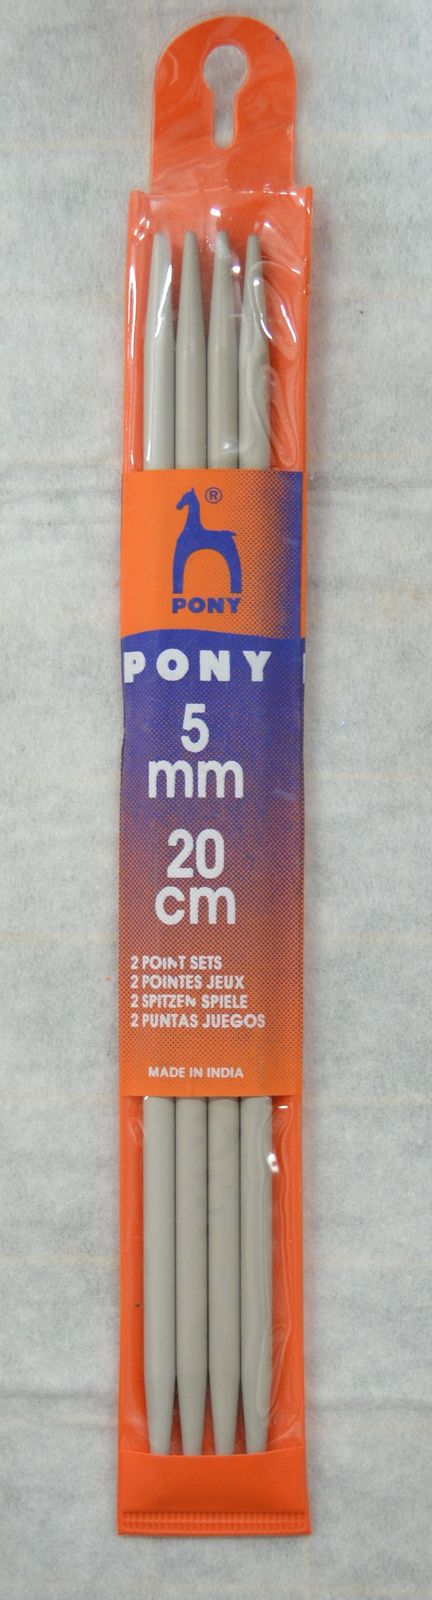 ®
PONY
PONY
5
mm
20
cm
2 POINT SETS
2 POINTES JEUX
2 SPITZEN SPIELE
2 PUNTAS JUEGOS
MADE IN INDIA